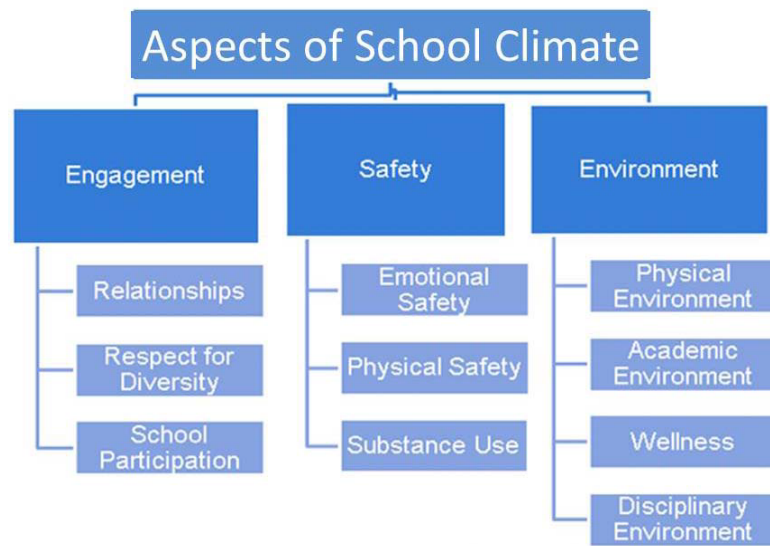 Aspects of School Climate
Engagement
Relationships
Respect for
Diversity
School
Participation
Safety
Emotional
Safety
Physical Safety
Substance Use
Environment
Physical
Environment
Academic
Environment
Wellness
Disciplinary
Environment